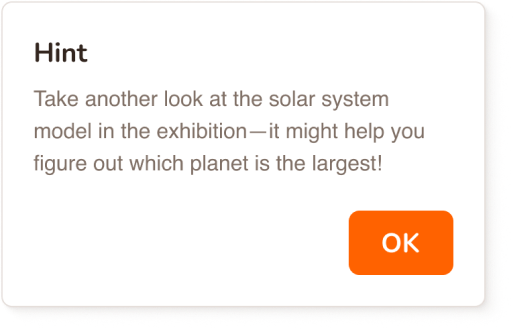 Hint
Take another look at the solar system
model in the exhibition—it might help you
figure out which planet is the largest!
OK